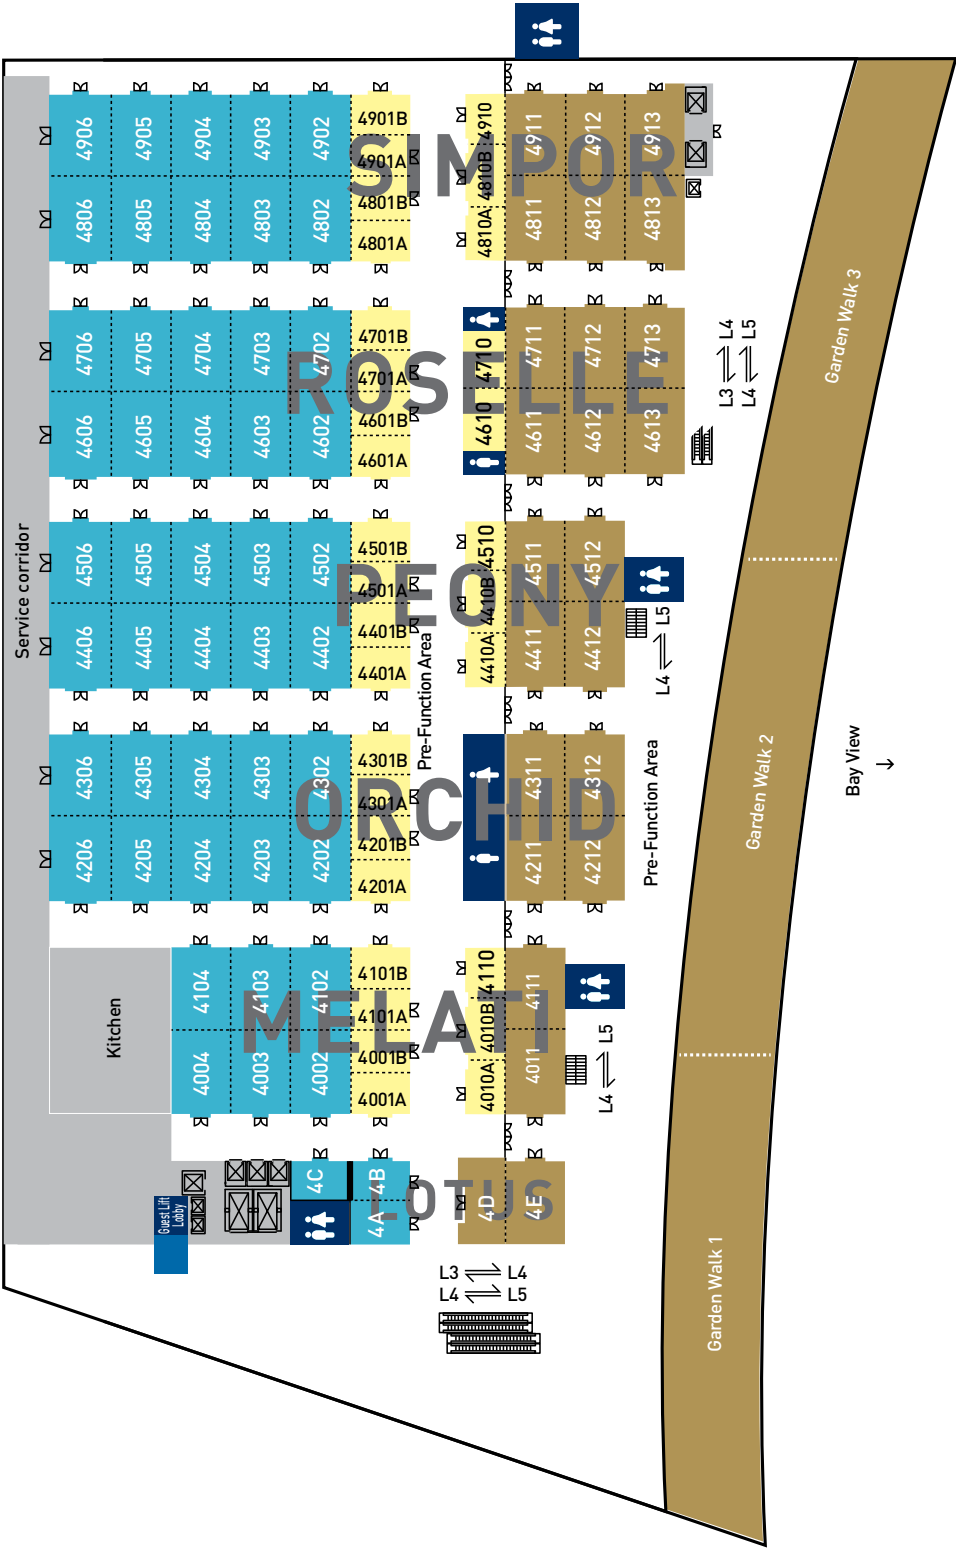 SIMPOR
4906
4905
4904
4903
4902
4901B
4901A
4806
4805
4804
4803
4802
4801B
4801A
4910
4810B
4810A
4911
4912
4913
4811
4812
4813
ROSELLE
4706
4705
4704
4703
4702
4701B
4701A
4606
4605
4604
4603
4602
4601B
4601A
4710
4610
4711
4712
4713
4611
4612
4613
L3 L4
L4 L5
Garden Walk 3
Service corridor
PEONY
4506
4505
4504
4503
4502
4501B
4501A
4406
4405
4404
4403
4402
4401B
4401A
4510
4410B
4410A
4511
4512
4411
4412
L4 L5
Pre-Function Area
ORCHID
4306
4305
4304
4303
4302
4301B
4301A
4206
4205
4204
4203
4202
4201B
4201A
4311
4312
4211
4212
Pre-Function Area
Garden Walk 2
Bay View
MELATI
Kitchen
4104
4103
4102
4101B
4101A
4004
4003
4002
4001B
4001A
4110
4010B
4010A
4111
4011
L4 L5
LOTUS
4C
4B
4A
4D
4E
Guest Lift
Lobby
L3 L4
L4 L5
Garden Walk 1